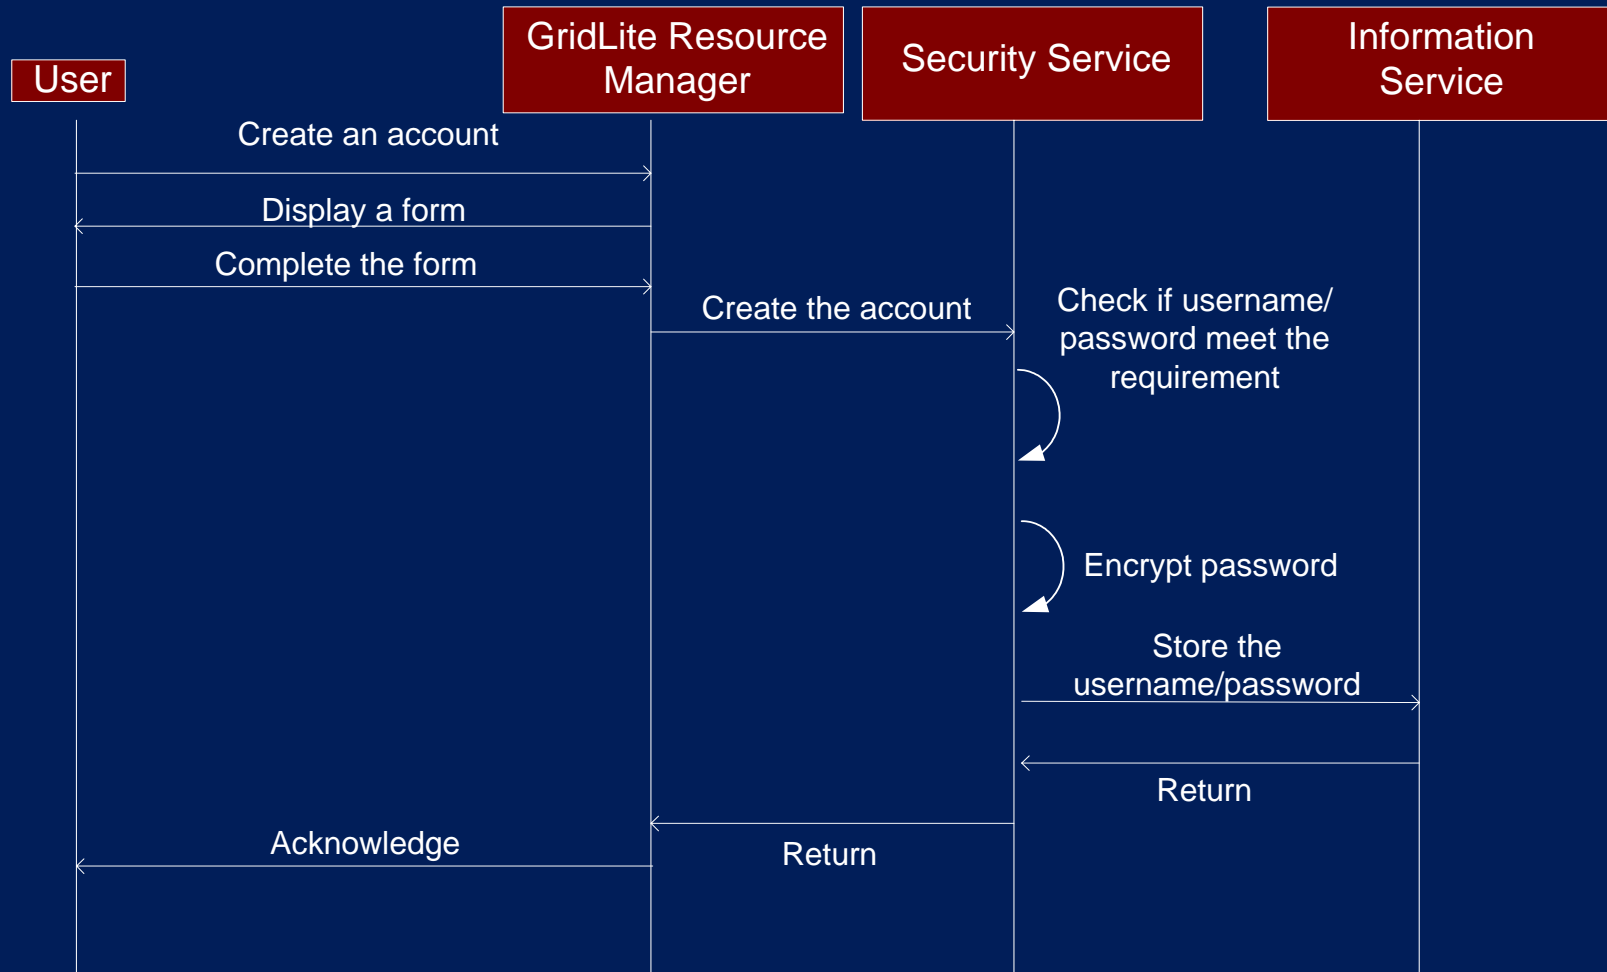 User
GridLite Resource
Manager
Security Service
Information
Service
Create an account
Display a form
Complete the form
Create the account
Check if username/
password meet the
requirement
Encrypt password
Store the
username/password
Return
Return
Acknowledge